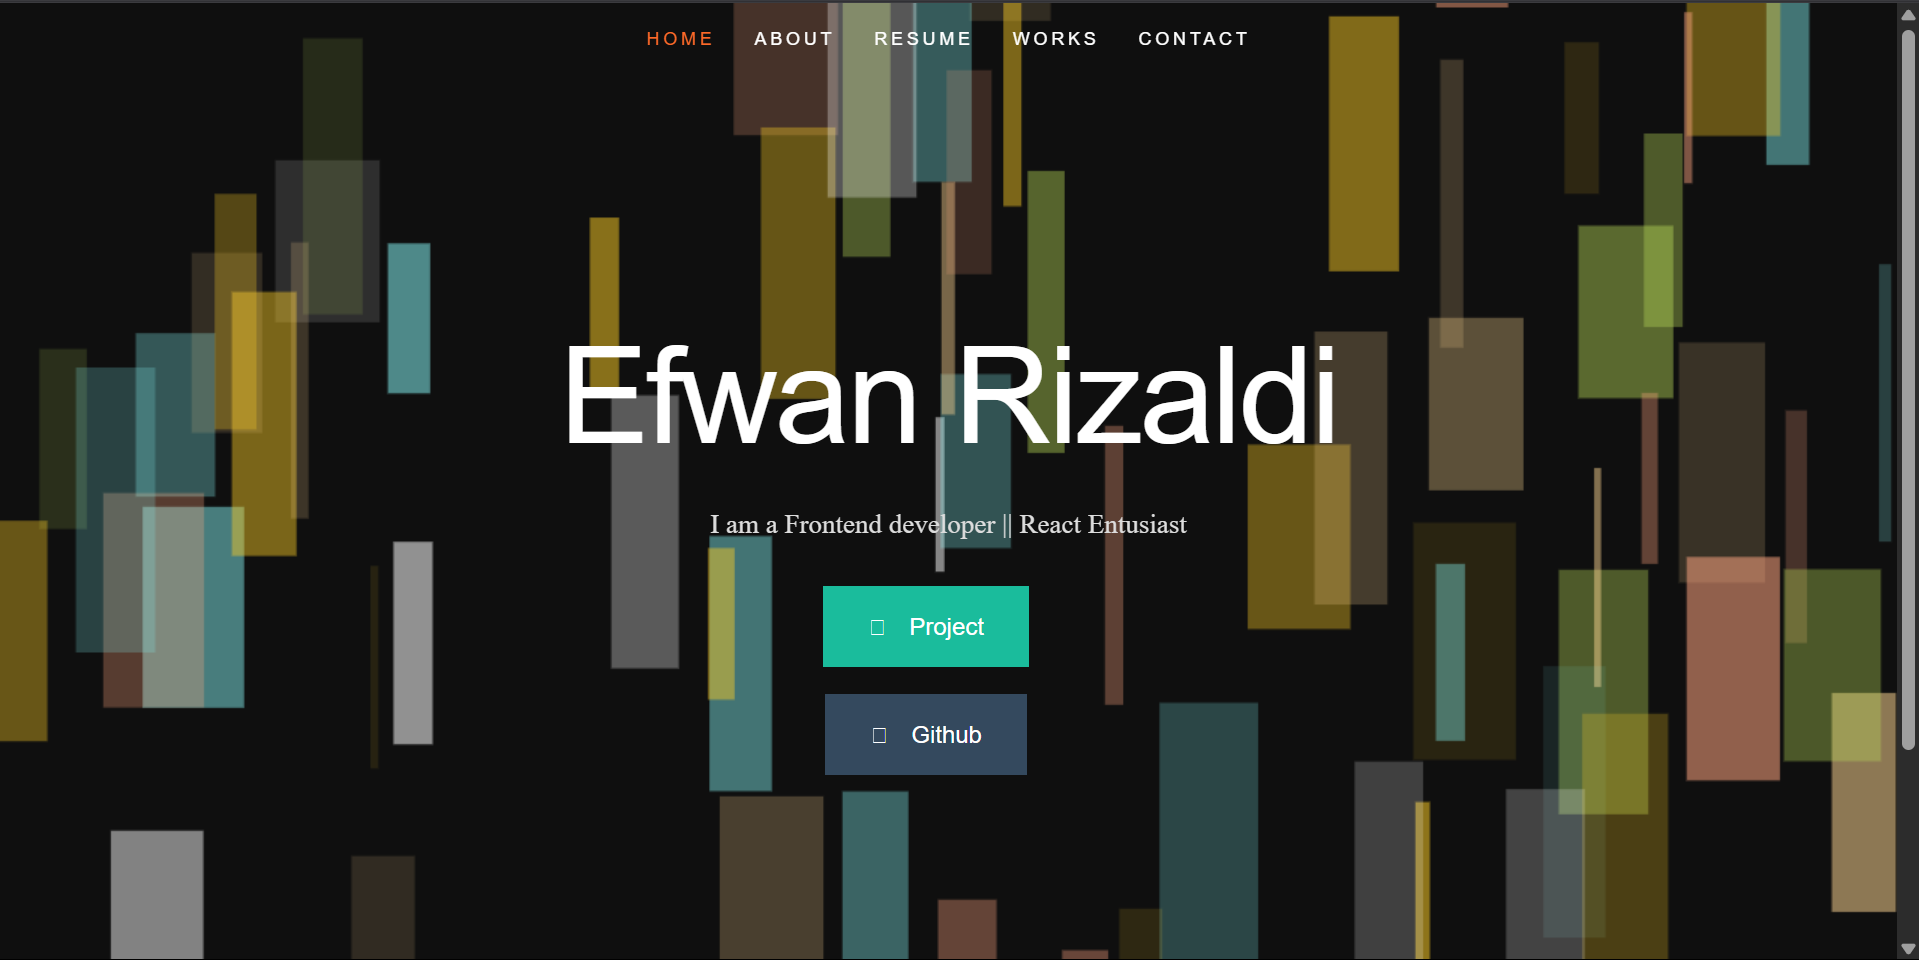 HOME ABOUT RESUME WORKS CONTACT
Efwan Rizaldi
I am a Frontend developer || React Entusiast
Project
Github